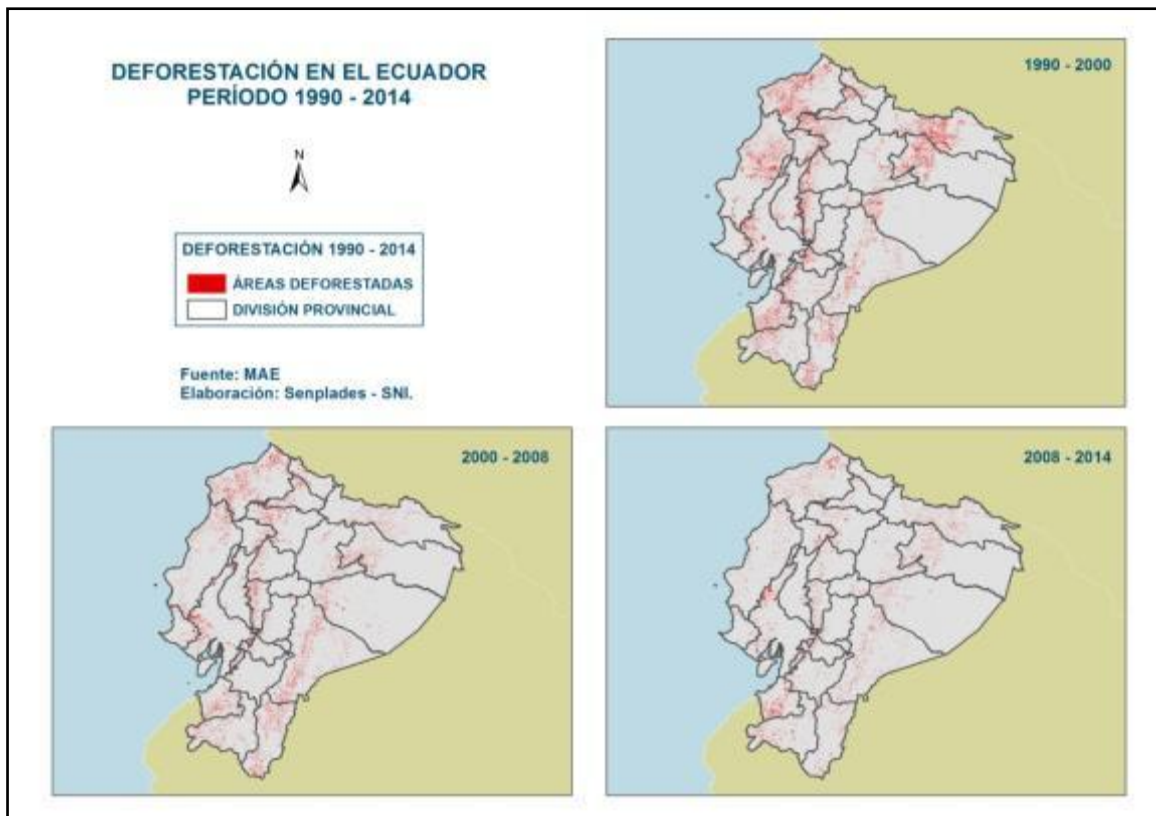 DEFORESTACIÓN EN EL ECUADOR
PERÍODO 1990 - 2014
N
DEFORESTACIÓN 1990 - 2014
ÁREAS DEFORESTADAS
DIVISIÓN PROVINCIAL
Fuente: MAE
Elaboración: Senplades - SNI.
1990 - 2000
2000 - 2008
2008 - 2014